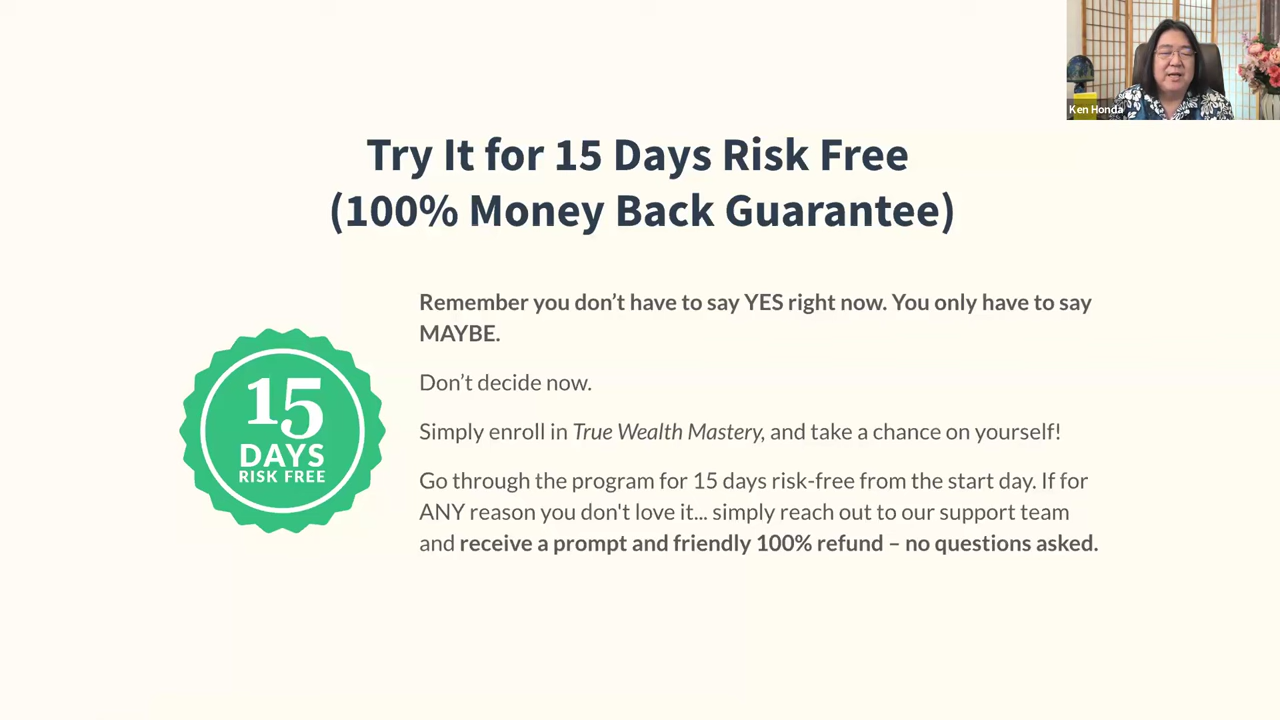 Ken Honda
Try It for 15 Days Risk Free
(100% Money Back Guarantee)
Remember you don’t have to say YES right now. You only have to say
MAYBE.
Don’t decide now.
Simply enroll in True Wealth Mastery, and take a chance on yourself!
Go through the program for 15 days risk-free from the start day. If for
ANY reason you don't love it... simply reach out to our support team
and receive a prompt and friendly 100% refund – no questions asked.
15
DAYS
RISK FREE